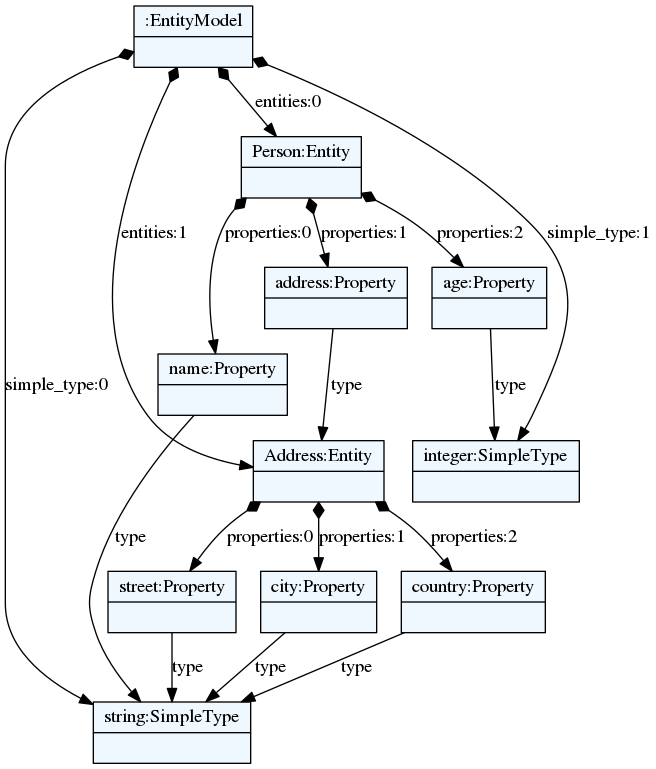 :EntityModel
entities:0
Person:Entity
entities:1
properties:0
properties:1
properties:2
simple_type:1
address:Property
age:Property
name:Property
simple_type:0
type
type
Address:Entity
integer:SimpleType
type
properties:0
properties:1
properties:2
street:Property
city:Property
country:Property
type
type
type
string:SimpleType